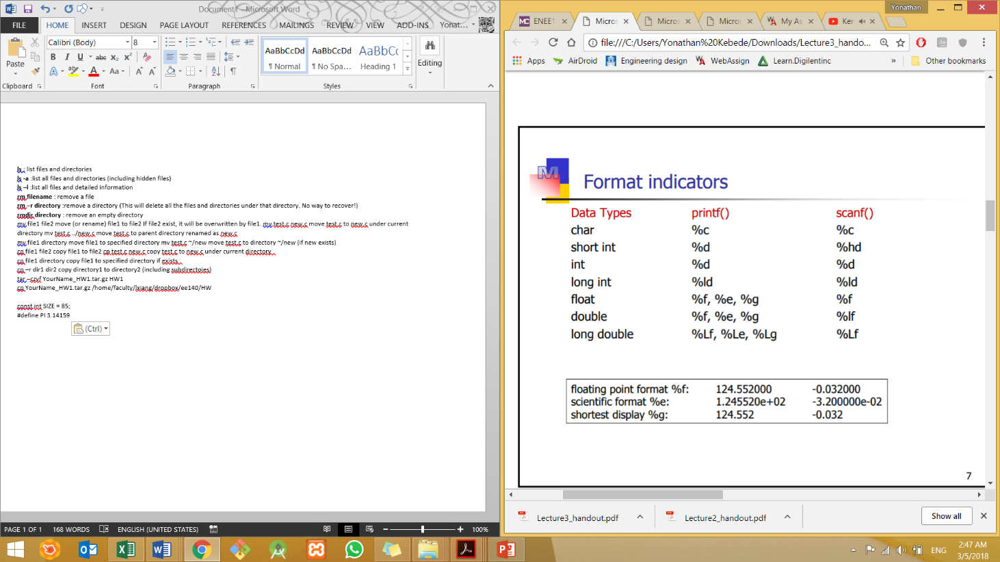 Document1 - Microsoft Word
FILE HOME INSERT DESIGN PAGE LAYOUT REFERENCES MAILINGS REVIEW VIEW ADD-INS Yonat...
Calibri (Body) 8
Paste
B I U abc x₂ x²
A aby A Aa A A
AaBbCcDd AaBbCcDd AaBbCc
¶ Normal ¶ No Spa... Heading 1
Editing
Clipboard Font Paragraph Styles
ls : list files and directories
ls -a :list all files and directories (including hidden files)
ls –l :list all files and detailed information
rm filename : remove a file
rm –r directory :remove a directory (This will delete all the files and directories under that directory. No way to recover!)
rmdir directory : remove an empty directory
mv file1 file2 move (or rename) file1 to file2 If file2 exist, it will be overwritten by file1. mv test.c new.c move test.c to new.c under current
directory mv test.c ../new.c move test.c to parent directory renamed as new.c
mv file1 directory move file1 to specified directory mv test.c ~/new move test.c to directory ~/new (if new exists)
cp file1 file2 copy file1 to file2 cp test.c new.c copy test.c to new.c under current directory
cp file1 directory copy file1 to specified directory if exists
cp –r dir1 dir2 copy directory1 to directory2 (including subdirectoies)
tar –czvf YourName_HW1.tar.gz HW1
cp YourName_HW1.tar.gz /home/faculty/lxjang/dropbox/ee140/HW
const int SIZE = 85;
#define PI 3.14159
(Ctrl)
PAGE 1 OF 1 168 WORDS ENGLISH (UNITED STATES) 100%
Yonathan
ENEE1 Micros Micros Micros My As Ker
file:///C:/Users/Yonathan%20Kebede/Downloads/Lecture3_hando...
Apps AirDroid Engineering design WebAssign Learn.Digilentinc » Other bookmarks
M
Format indicators
Data Types printf() scanf()
char %c %c
short int %d %hd
int %d %d
long int %ld %ld
float %f, %e, %g %f
double %f, %e, %g %lf
long double %Lf, %Le, %Lg %Lf
floating point format %f: 124.552000 -0.032000
scientific format %e: 1.245520e+02 -3.200000e-02
shortest display %g: 124.552 -0.032
7
Lecture3_handout.pdf Lecture2_handout.pdf Show all
ENG
2:47 AM
3/5/2018